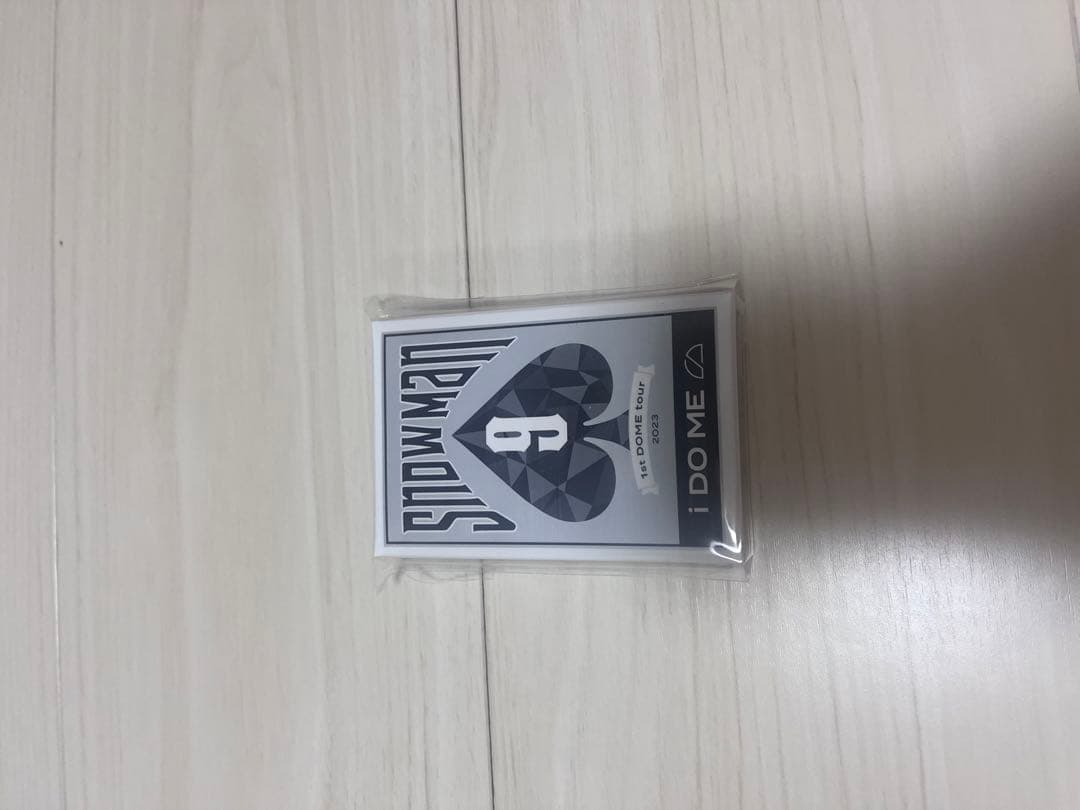 SnowMan
9
1st DOME tour
2023
i DO ME